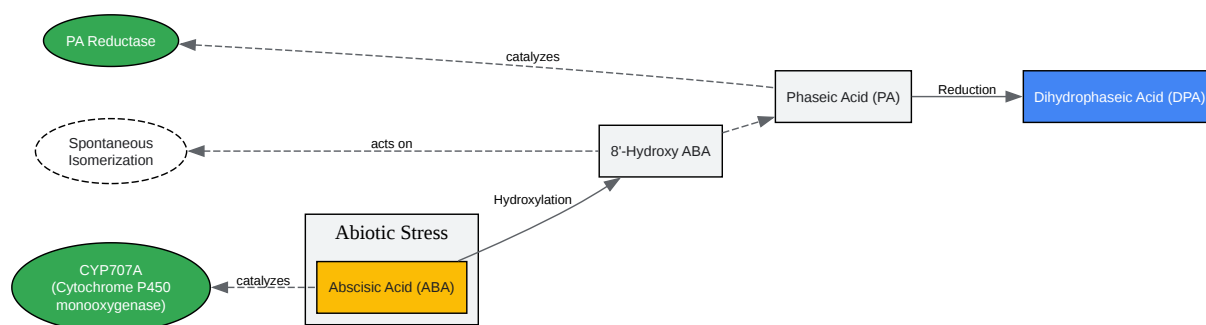 PA Reductase
catalyzes
Phaseic Acid (PA)
Reduction
Dihydrophaseic Acid (DPA)
Spontaneous
Isomerization
acts on
8'-Hydroxy ABA
Hydroxylation
Abiotic Stress
CYP707A
(Cytochrome P450
monooxygenase)
catalyzes
Abscisic Acid (ABA)